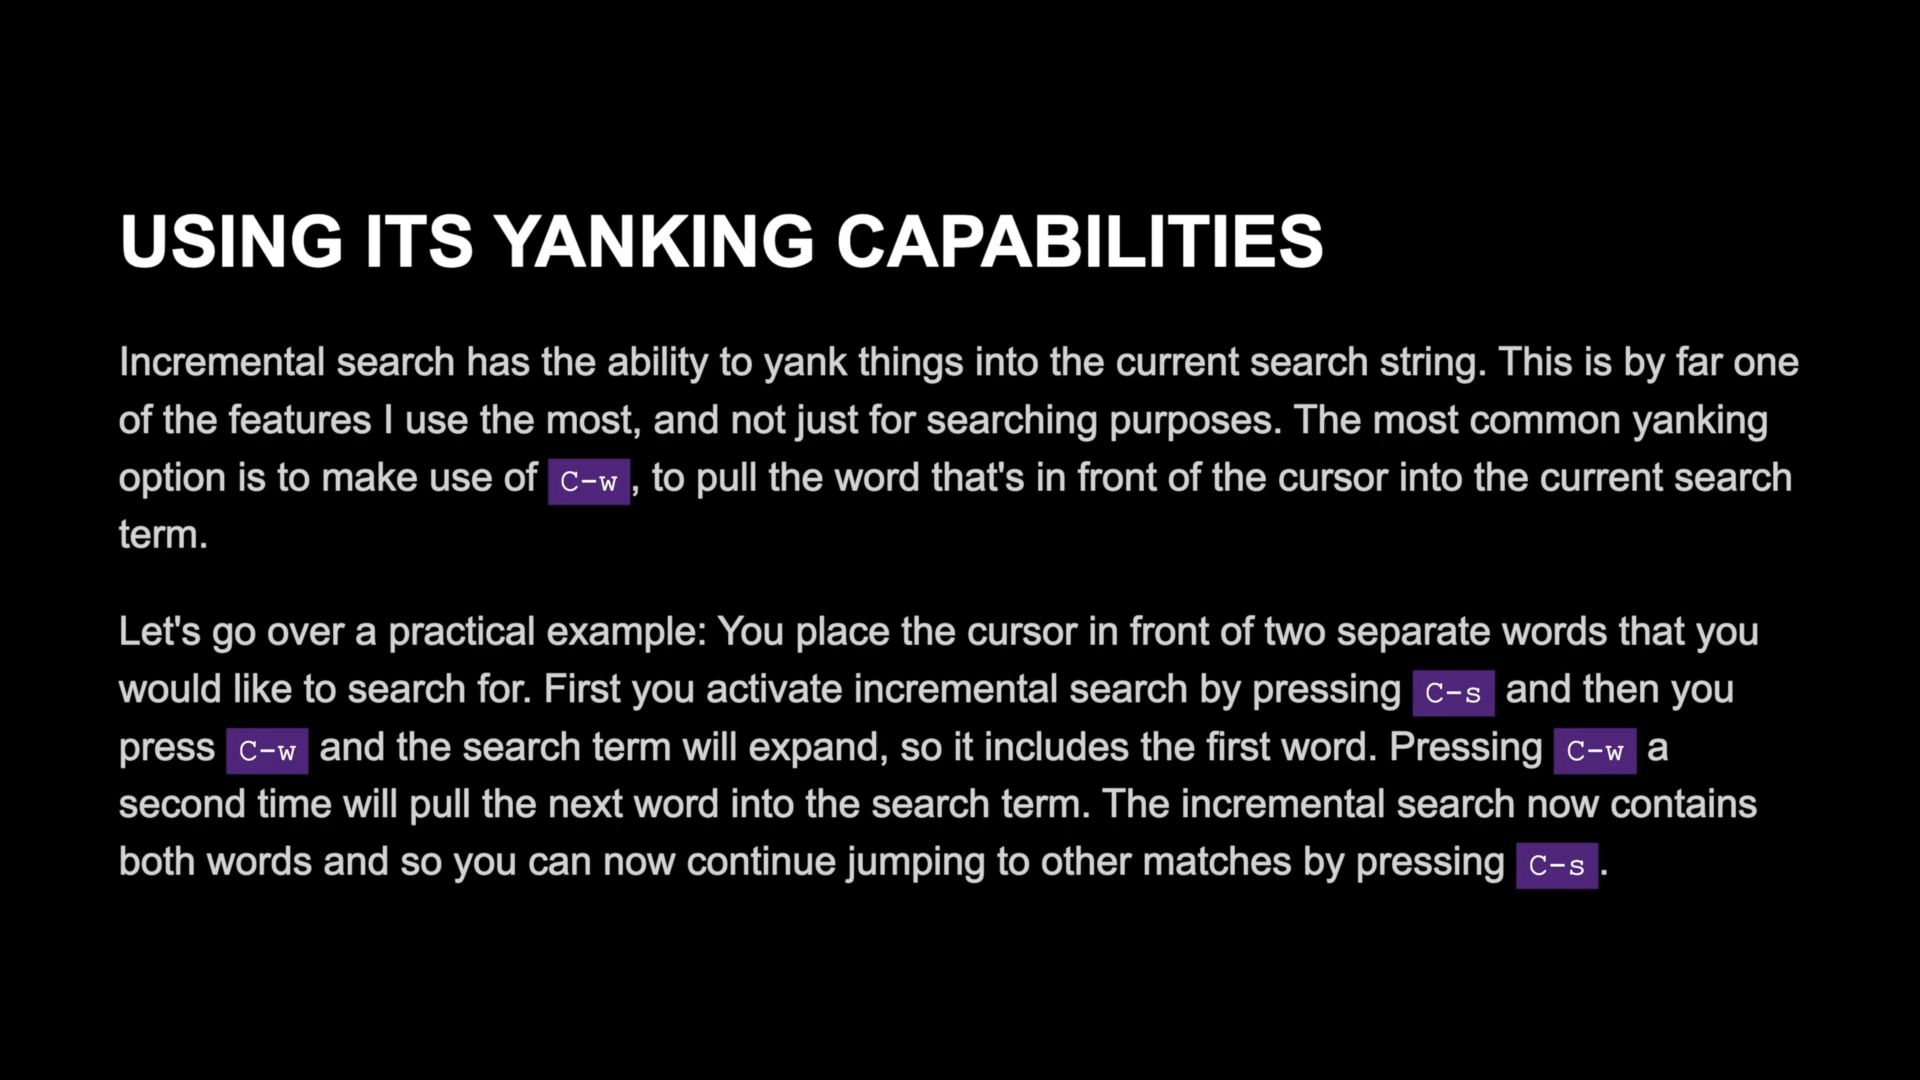 USING ITS YANKING CAPABILITIES
Incremental search has the ability to yank things into the current search string. This is by far one
of the features I use the most, and not just for searching purposes. The most common yanking
option is to make use of C-w, to pull the word that's in front of the cursor into the current search
term.
Let's go over a practical example: You place the cursor in front of two separate words that you
would like to search for. First you activate incremental search by pressing C-s and then you
press C-w and the search term will expand, so it includes the first word. Pressing C-w a
second time will pull the next word into the search term. The incremental search now contains
both words and so you can now continue jumping to other matches by pressing C-s.